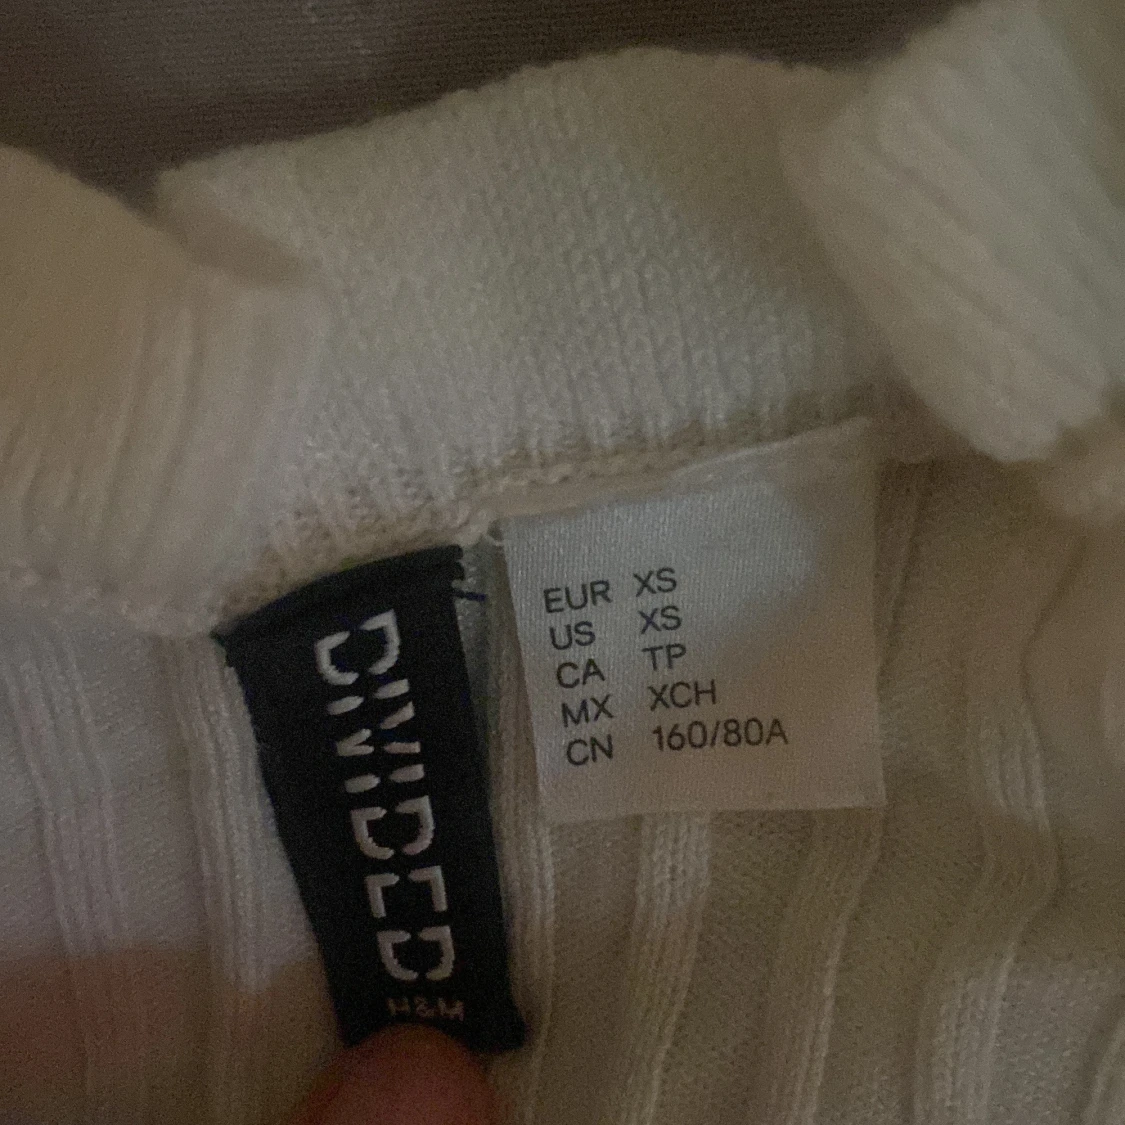 DIVIDED
H&M
EUR XS
US XS
CA TP
MX XCH
CN 160/80A